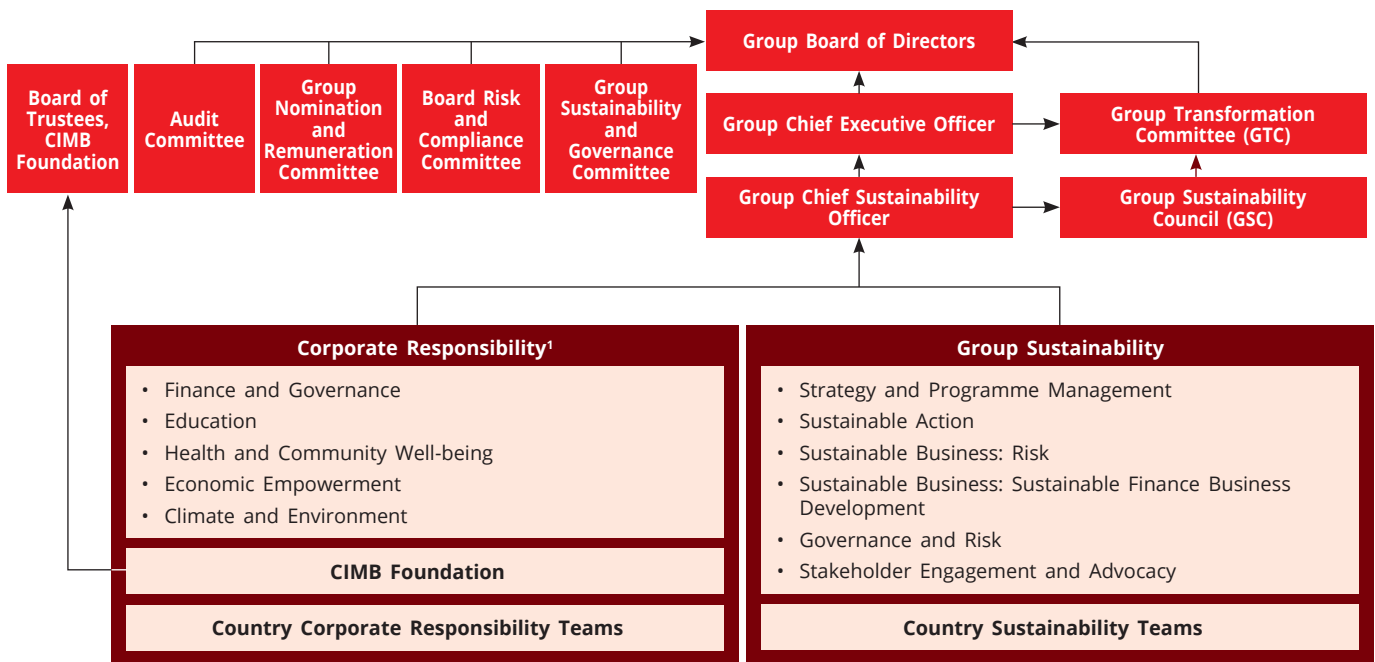 Group Board of Directors
Board of
Trustees,
CIMB
Foundation
Audit
Committee
Group
Nomination
and
Remuneration
Committee
Board Risk
and
Compliance
Committee
Group
Sustainability
and
Governance
Committee
Group Chief Executive Officer
Group Transformation
Committee (GTC)
Group Chief Sustainability
Officer
Group Sustainability
Council (GSC)
Corporate Responsibility¹
• Finance and Governance
• Education
• Health and Community Well-being
• Economic Empowerment
• Climate and Environment
CIMB Foundation
Country Corporate Responsibility Teams
Group Sustainability
• Strategy and Programme Management
• Sustainable Action
• Sustainable Business: Risk
• Sustainable Business: Sustainable Finance Business
Development
• Governance and Risk
• Stakeholder Engagement and Advocacy
Country Sustainability Teams